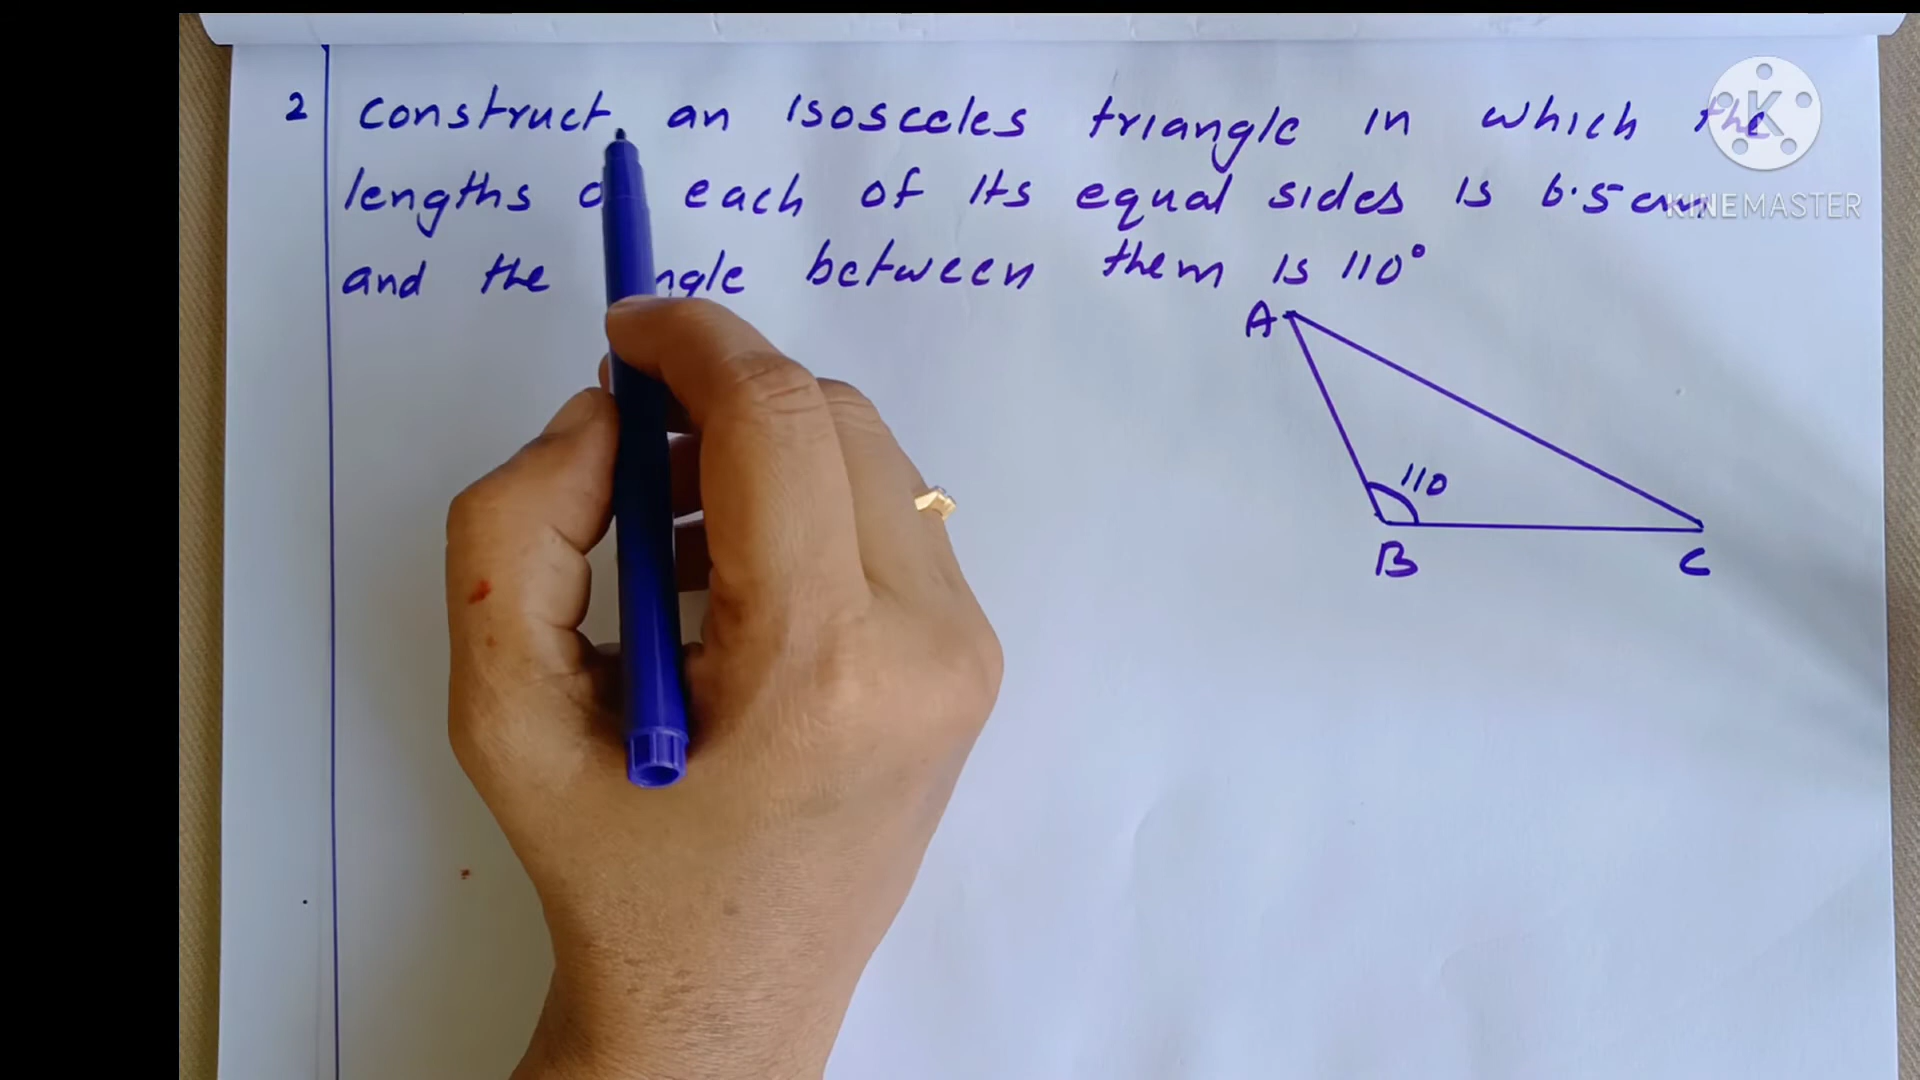 2 construct an isosceles triangle in which the
lengths each of its equal sides is 6.5 cm
and the between them is 110°
A
110
B
C
K
KINEMASTER